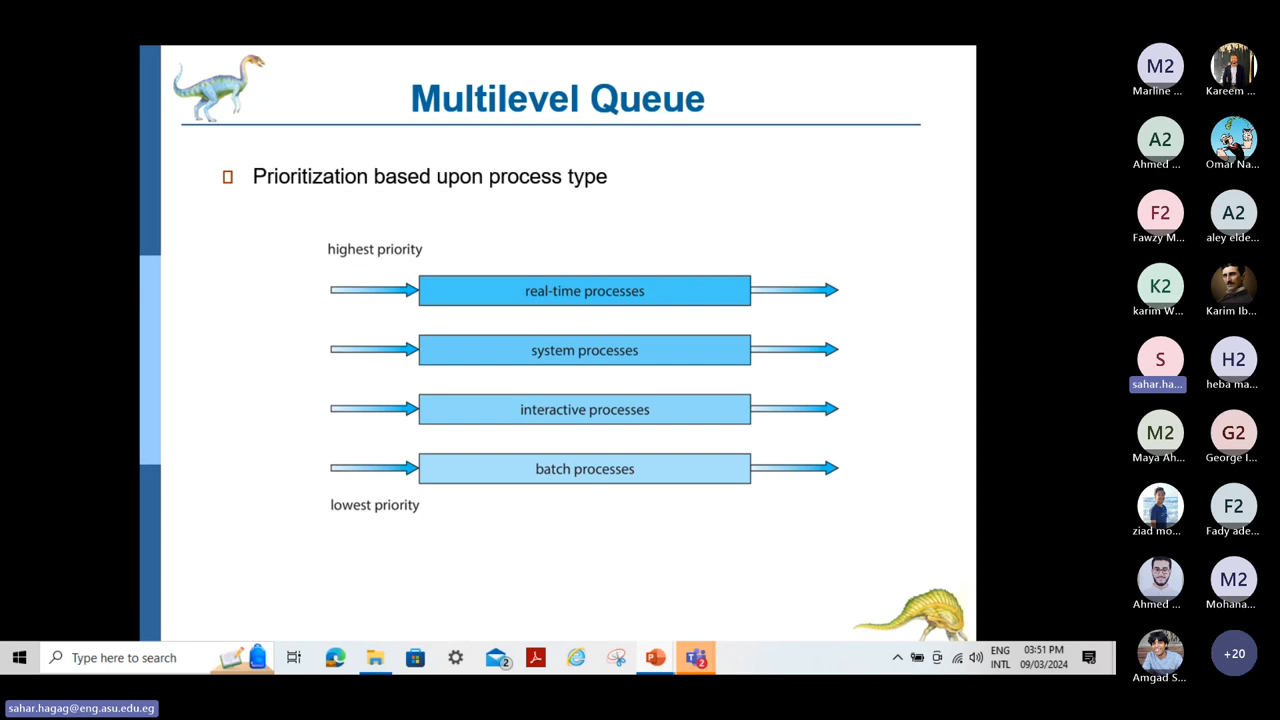 Multilevel Queue
Prioritization based upon process type
highest priority
real-time processes
system processes
interactive processes
batch processes
lowest priority
M2
Marline ...
Kareem ...
A2
Ahmed ...
Omar Na...
F2
A2
Fawzy M...
aley elde...
K2
karim W...
Karim Ib...
S
H2
sahar.ha...
heba ma...
M2
G2
Maya Ah...
George I...
F2
ziad mo...
Fady ade...
M2
Ahmed ...
Mohana...
+20
Amgad S...
Type here to search
2
2
ENG
INTL
03:51 PM
09/03/2024
sahar.hagag@eng.asu.edu.eg